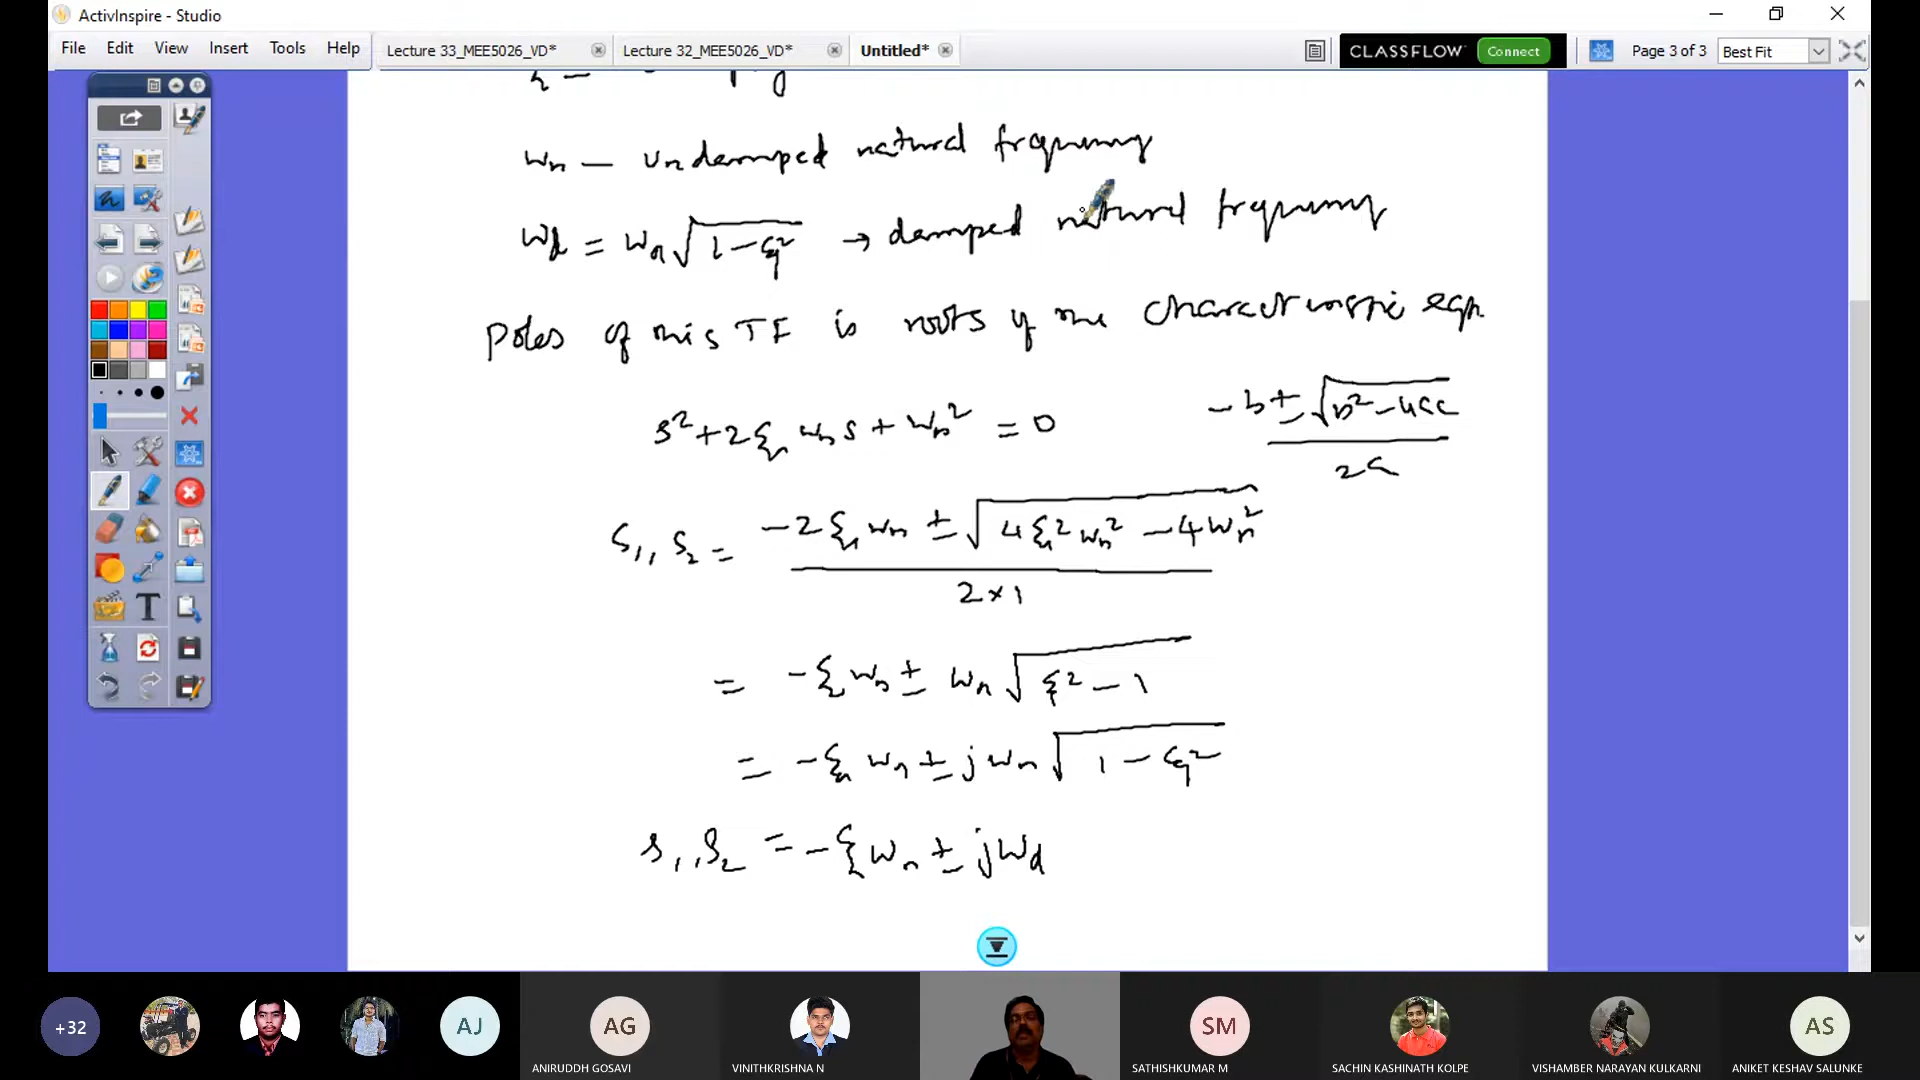 ActivInspire - Studio
File Edit View Insert Tools Help
Lecture 33_MEE5026_VD* Lecture 32_MEE5026_VD* Untitled*
CLASSFLOW Connect Page 3 of 3 Best Fit
ωn — undamped natural frequency
ωd = ωn√(1-ξ²) → damped natural frequency
poles of this TF is roots of the characteristic eqn
s² + 2ξωn s + ωn² = 0
-b ± √(b² - 4ac)
2a
s1, s2 = -2ξωn ± √(4ξ²ωn² - 4ωn²)
2×1
= -ξωn ± ωn√(ξ² - 1)
= -ξωn ± jωn√(1 - ξ²)
s1, s2 = -ξωn ± jωd
T
+32 AJ AG SM AS
ANIRUDDH GOSAVI VINITHKRISHNA N SATHISHKUMAR M SACHIN KASHINATH KOLPE VISHAMBER NARAYAN KULKARNI ANIKET KESHAV SALUNKE